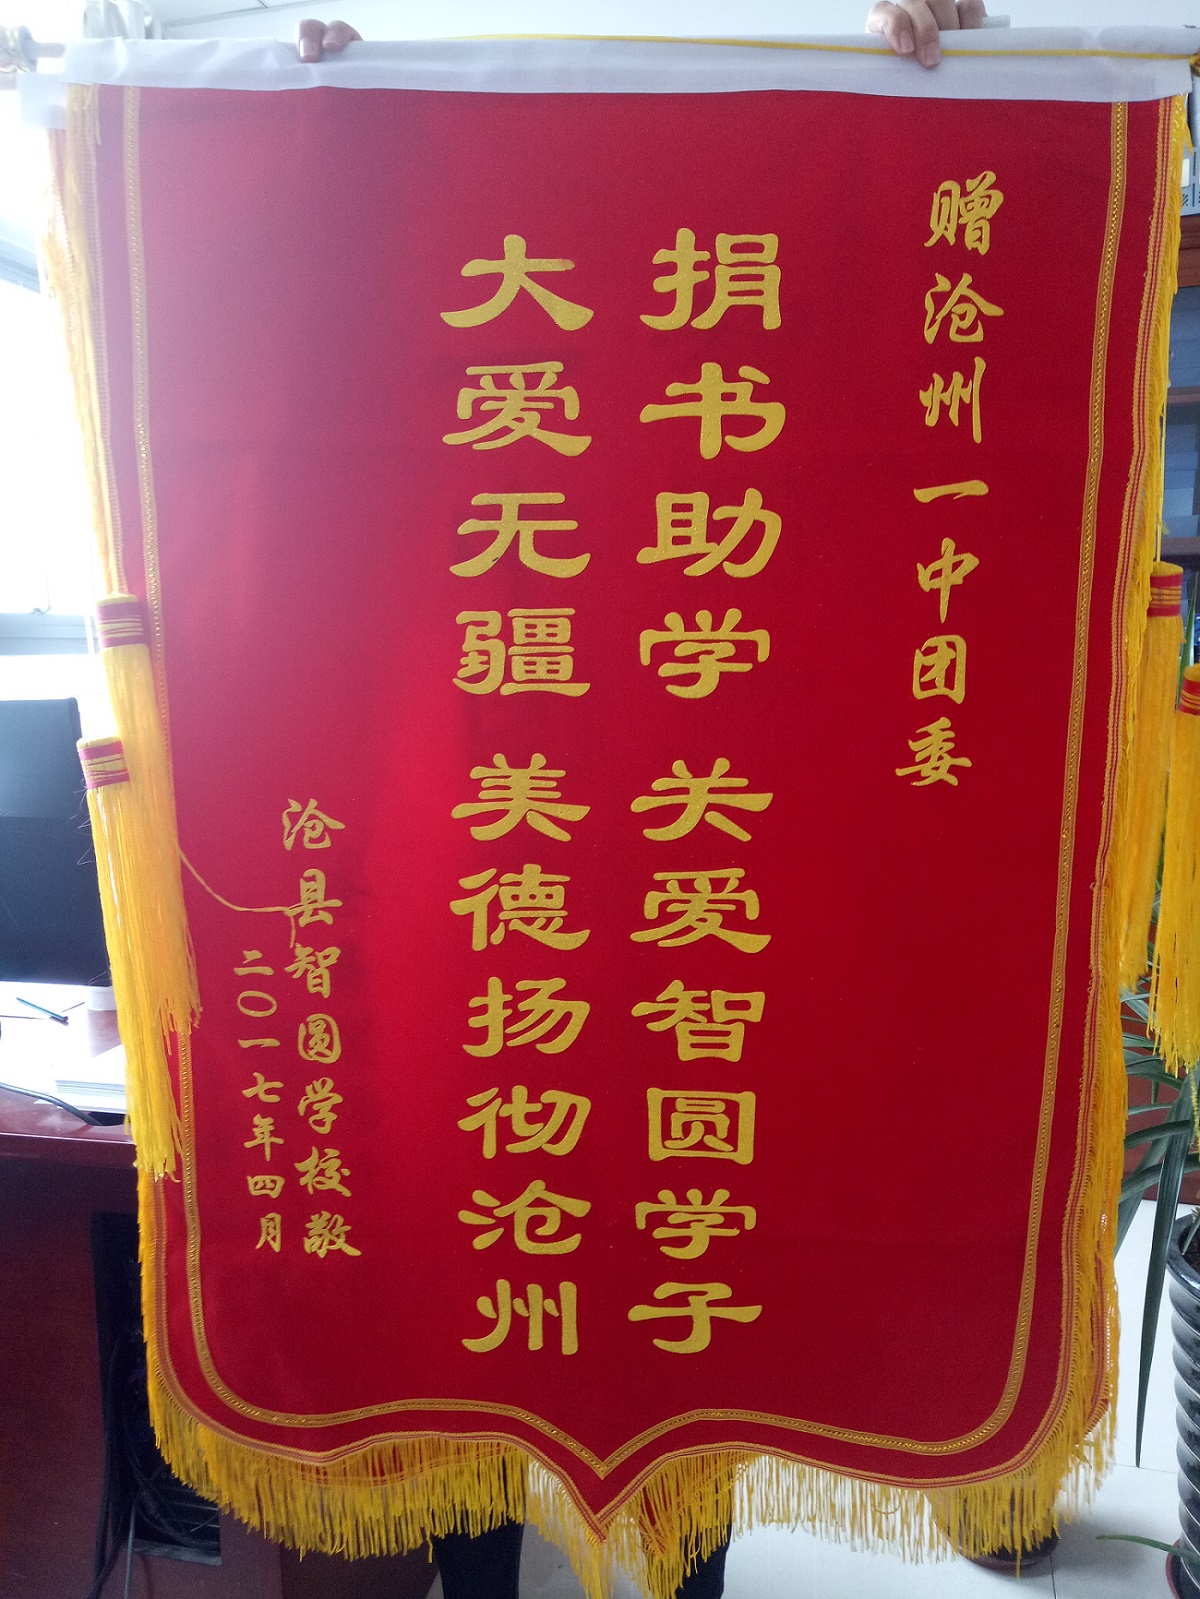 赠沧州一中团委
捐书助学 关爱智圆学子
大爱无疆 美德扬彻沧州
沧县智圆学校敬
二〇一七年四月